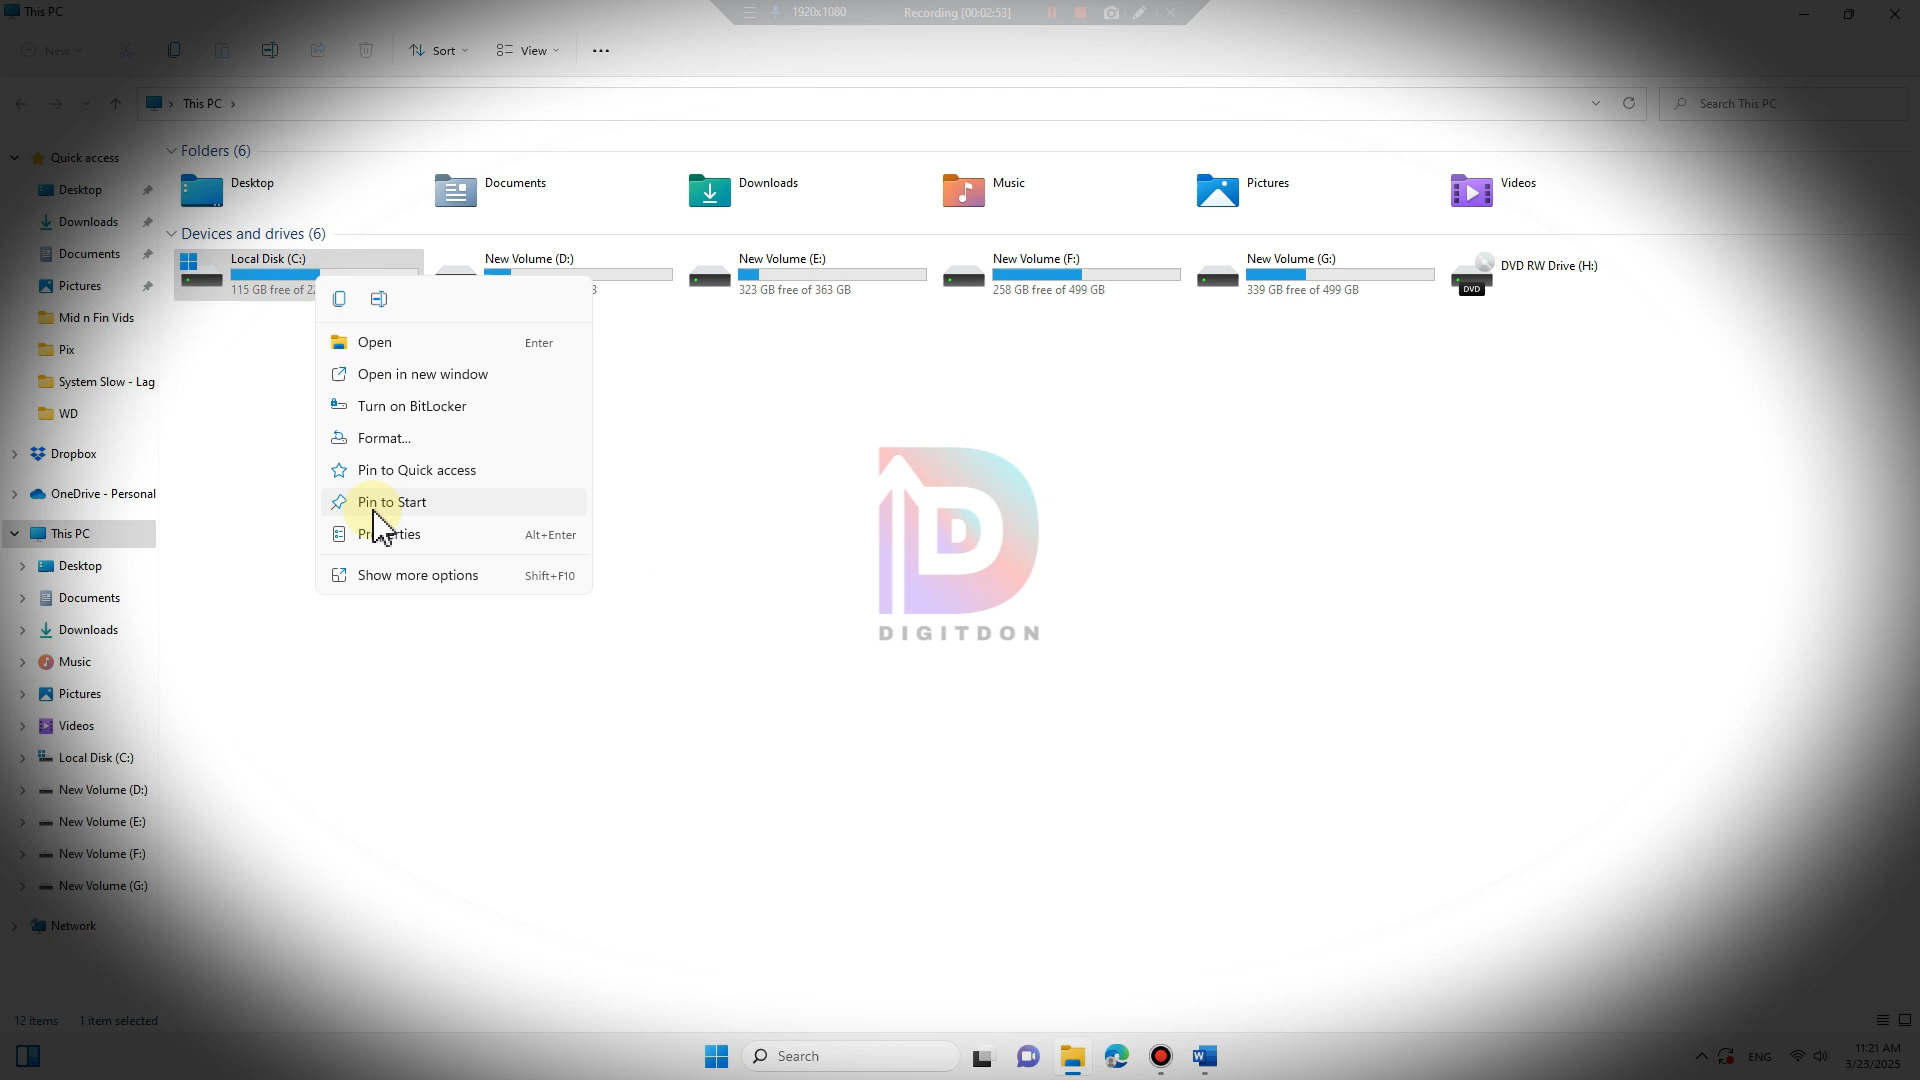 This PC
1920x1080
Recording [00:02:53]
New
Sort
View
This PC
Search This PC
Quick access
Desktop
Downloads
Documents
Pictures
Mid n Fin Vids
Pix
System Slow - Lag
WD
Dropbox
OneDrive - Personal
This PC
Desktop
Documents
Downloads
Music
Pictures
Videos
Local Disk (C:)
New Volume (D:)
New Volume (E:)
New Volume (F:)
New Volume (G:)
Network
Folders (6)
Desktop
Documents
Downloads
Music
Pictures
Videos
Devices and drives (6)
Local Disk (C:)
115 GB free of
New Volume (D:)
New Volume (E:)
323 GB free of 363 GB
New Volume (F:)
258 GB free of 499 GB
New Volume (G:)
339 GB free of 499 GB
DVD RW Drive (H:)
DVD
Open Enter
Open in new window
Turn on BitLocker
Format...
Pin to Quick access
Pin to Start
Properties Alt+Enter
Show more options Shift+F10
D
DIGITDON
12 items 1 item selected
Search
ENG
11:21 AM
3/23/2025